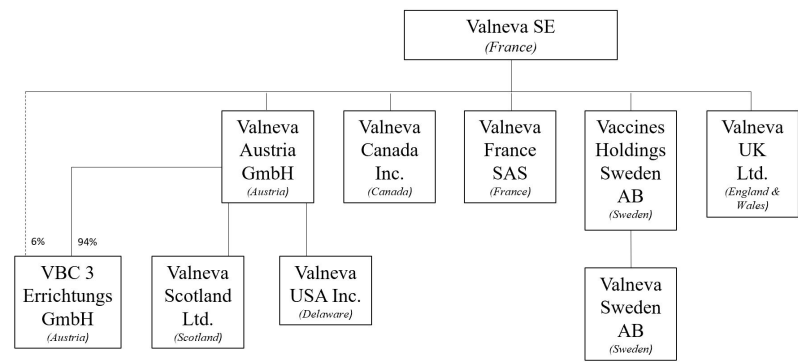 Valneva SE
(France)
Valneva
Austria
GmbH
(Austria)
Valneva
Canada
Inc.
(Canada)
Valneva
France
SAS
(France)
Vaccines
Holdings
Sweden
AB
(Sweden)
Valneva
UK
Ltd.
(England &
Wales)
6%
94%
VBC 3
Errichtungs
GmbH
(Austria)
Valneva
Scotland
Ltd.
(Scotland)
Valneva
USA Inc.
(Delaware)
Valneva
Sweden
AB
(Sweden)